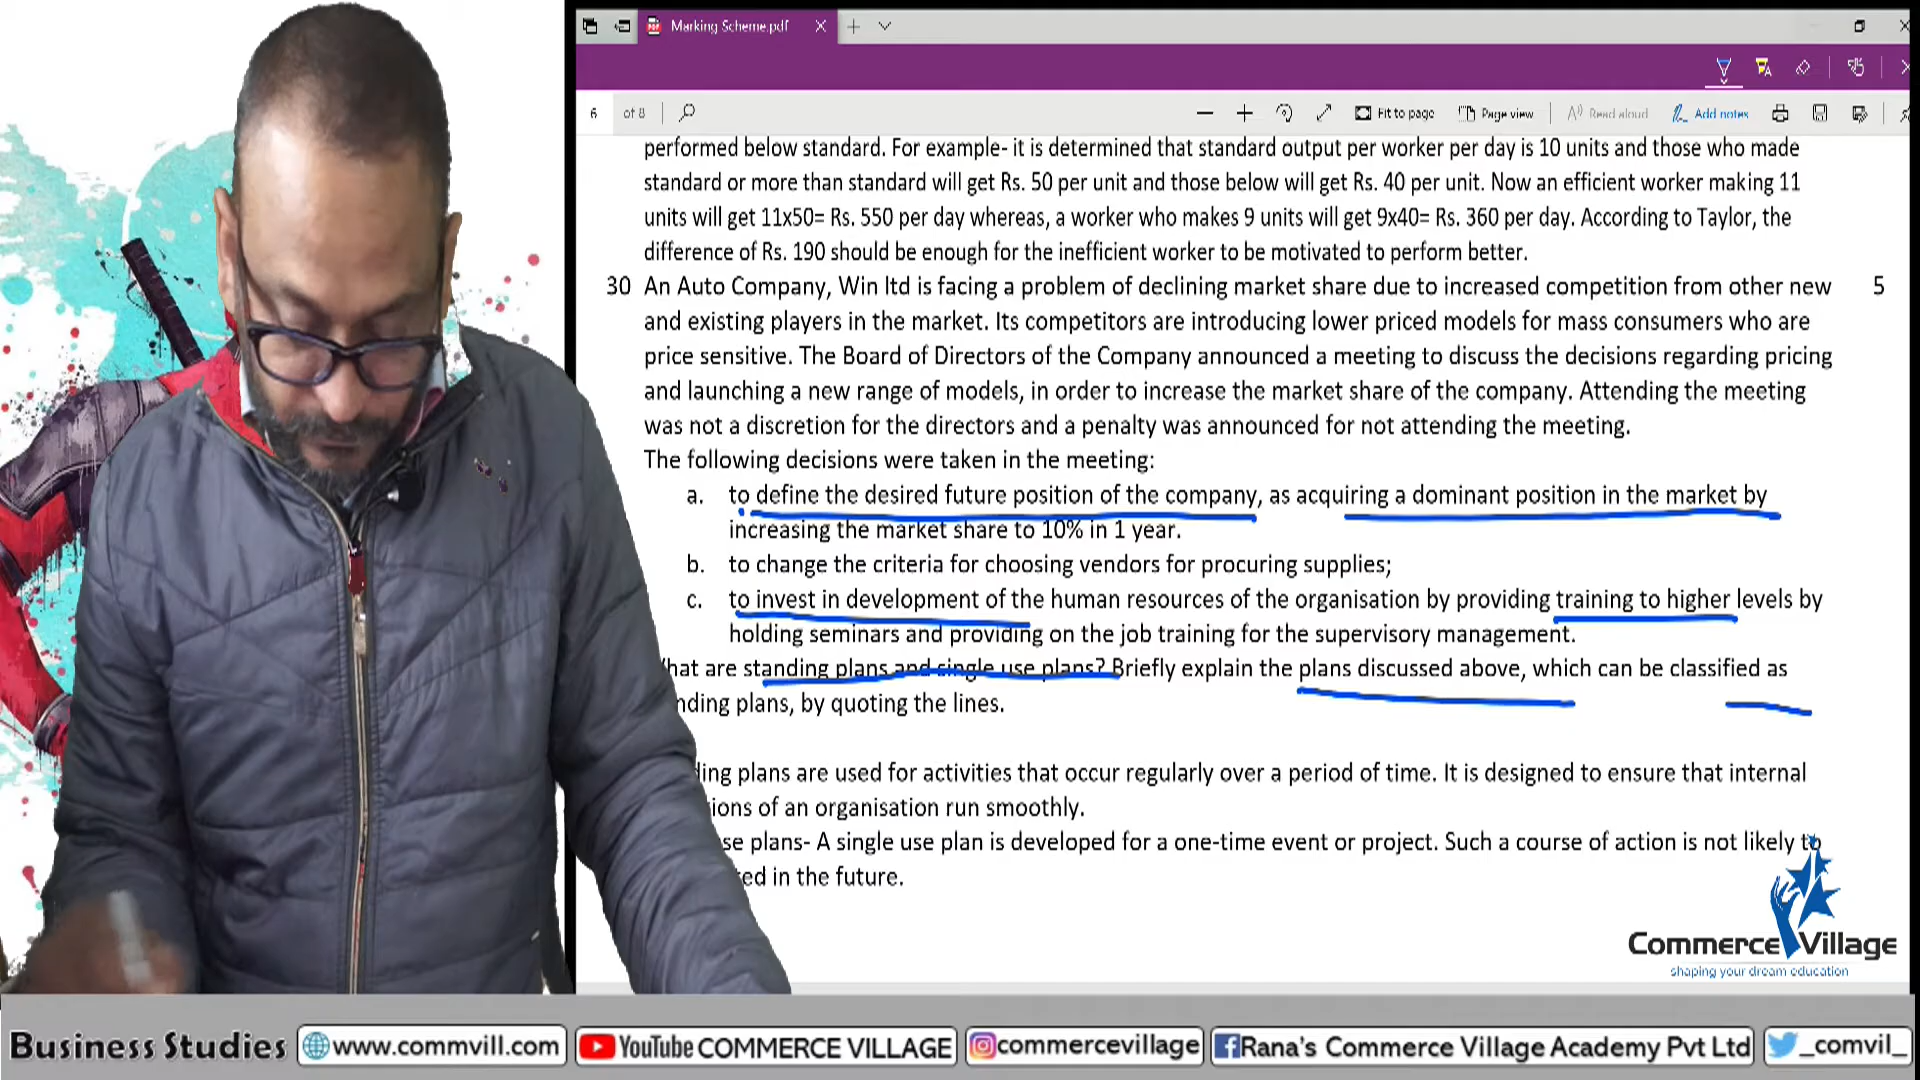 Marking Scheme.pdf
6 of 8 Fit to page Page view Read aloud Add notes
performed below standard. For example- it is determined that standard output per worker per day is 10 units and those who made
standard or more than standard will get Rs. 50 per unit and those below will get Rs. 40 per unit. Now an efficient worker making 11
units will get 11x50= Rs. 550 per day whereas, a worker who makes 9 units will get 9x40= Rs. 360 per day. According to Taylor, the
difference of Rs. 190 should be enough for the inefficient worker to be motivated to perform better.
30 An Auto Company, Win ltd is facing a problem of declining market share due to increased competition from other new 5
and existing players in the market. Its competitors are introducing lower priced models for mass consumers who are
price sensitive. The Board of Directors of the Company announced a meeting to discuss the decisions regarding pricing
and launching a new range of models, in order to increase the market share of the company. Attending the meeting
was not a discretion for the directors and a penalty was announced for not attending the meeting.
The following decisions were taken in the meeting:
a. to define the desired future position of the company, as acquiring a dominant position in the market by
increasing the market share to 10% in 1 year.
b. to change the criteria for choosing vendors for procuring supplies;
c. to invest in development of the human resources of the organisation by providing training to higher levels by
holding seminars and providing on the job training for the supervisory management.
hat are standing plans and single use plans? Briefly explain the plans discussed above, which can be classified as
nding plans, by quoting the lines.
ding plans are used for activities that occur regularly over a period of time. It is designed to ensure that internal
ions of an organisation run smoothly.
se plans- A single use plan is developed for a one-time event or project. Such a course of action is not likely to
ted in the future.
Commerce Village
shaping your dream education
Business Studies www.commvill.com YouTube COMMERCE VILLAGE commercevillage Rana's Commerce Village Academy Pvt Ltd _comvil_